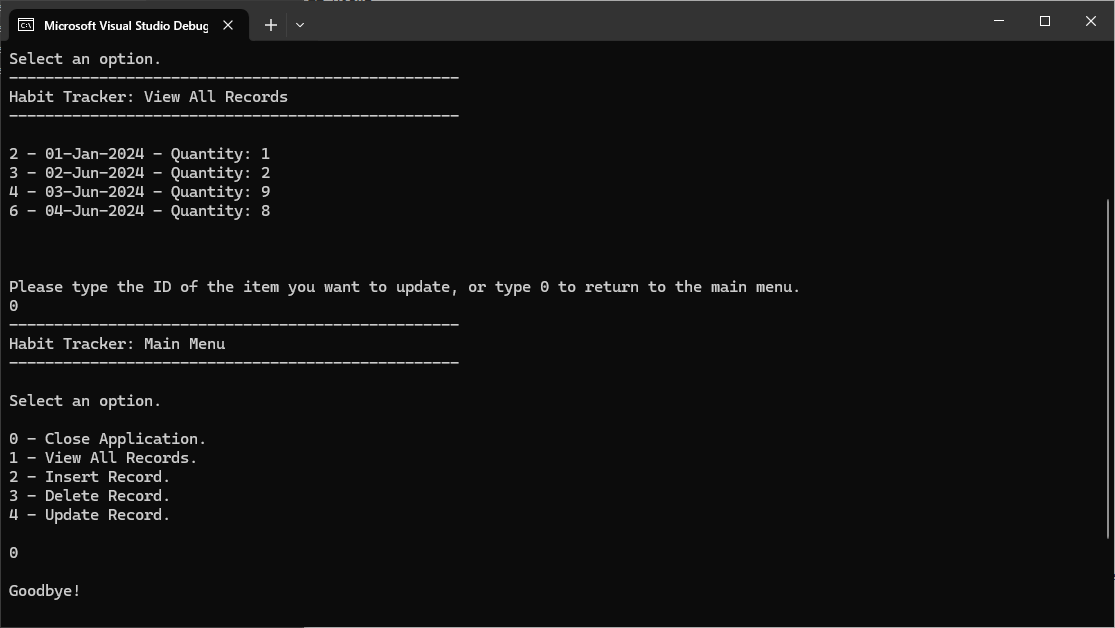 Microsoft Visual Studio Debug
Select an option.
--------------------------------------------------
Habit Tracker: View All Records
--------------------------------------------------
2 - 01-Jan-2024 - Quantity: 1
3 - 02-Jun-2024 - Quantity: 2
4 - 03-Jun-2024 - Quantity: 9
6 - 04-Jun-2024 - Quantity: 8
Please type the ID of the item you want to update, or type 0 to return to the main menu.
0
--------------------------------------------------
Habit Tracker: Main Menu
--------------------------------------------------
Select an option.
0 - Close Application.
1 - View All Records.
2 - Insert Record.
3 - Delete Record.
4 - Update Record.
0
Goodbye!